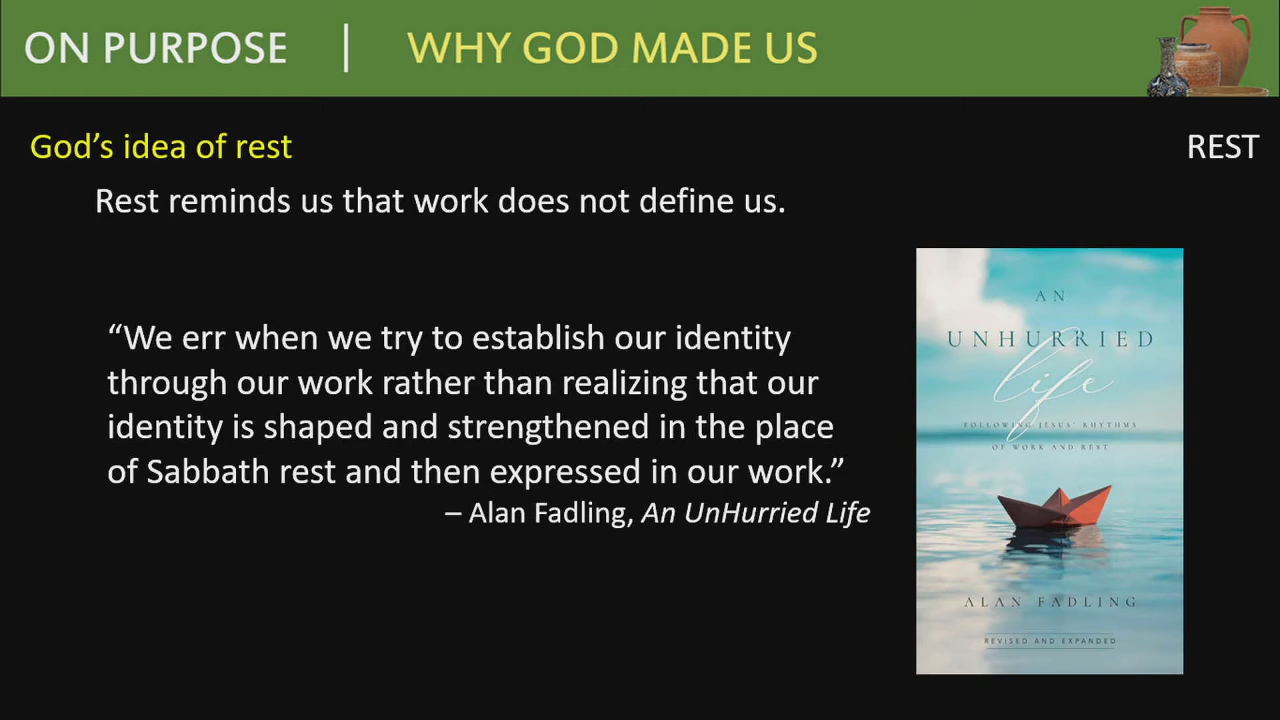 ON PURPOSE | WHY GOD MADE US
God’s idea of rest
REST
Rest reminds us that work does not define us.
“We err when we try to establish our identity
through our work rather than realizing that our
identity is shaped and strengthened in the place
of Sabbath rest and then expressed in our work.”
– Alan Fadling, An UnHurried Life
AN
UNHURRIED
life
FOLLOWING JESUS’ RHYTHMS
OF WORK AND REST
ALAN FADLING
REVISED AND EXPANDED